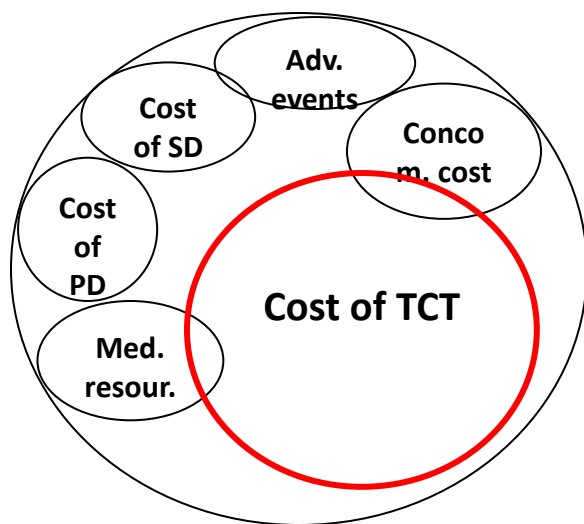 Adv.
events
Cost
of SD
Conco
m. cost
Cost
of
PD
Cost of TCT
Med.
resour.